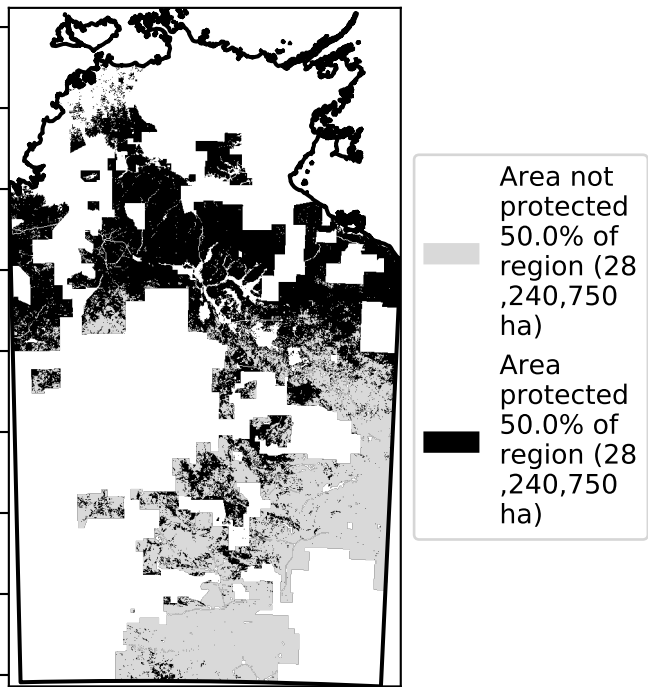 Area not
protected
50.0% of
region (28
,240,750
ha)
Area
protected
50.0% of
region (28
,240,750
ha)